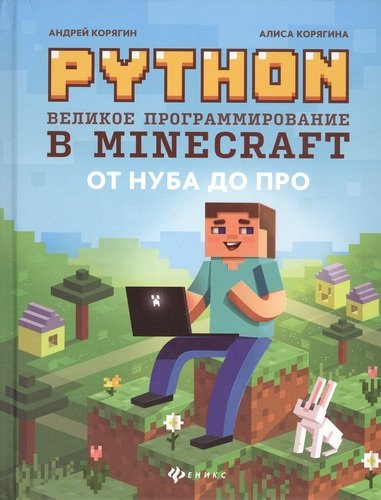 АНДРЕЙ КОРЯГИН
АЛИСА КОРЯГИНА
PYTHON
ВЕЛИКОЕ ПРОГРАММИРОВАНИЕ
В MINECRAFT
ОТ НУБА ДО ПРО
ФЕНИКС